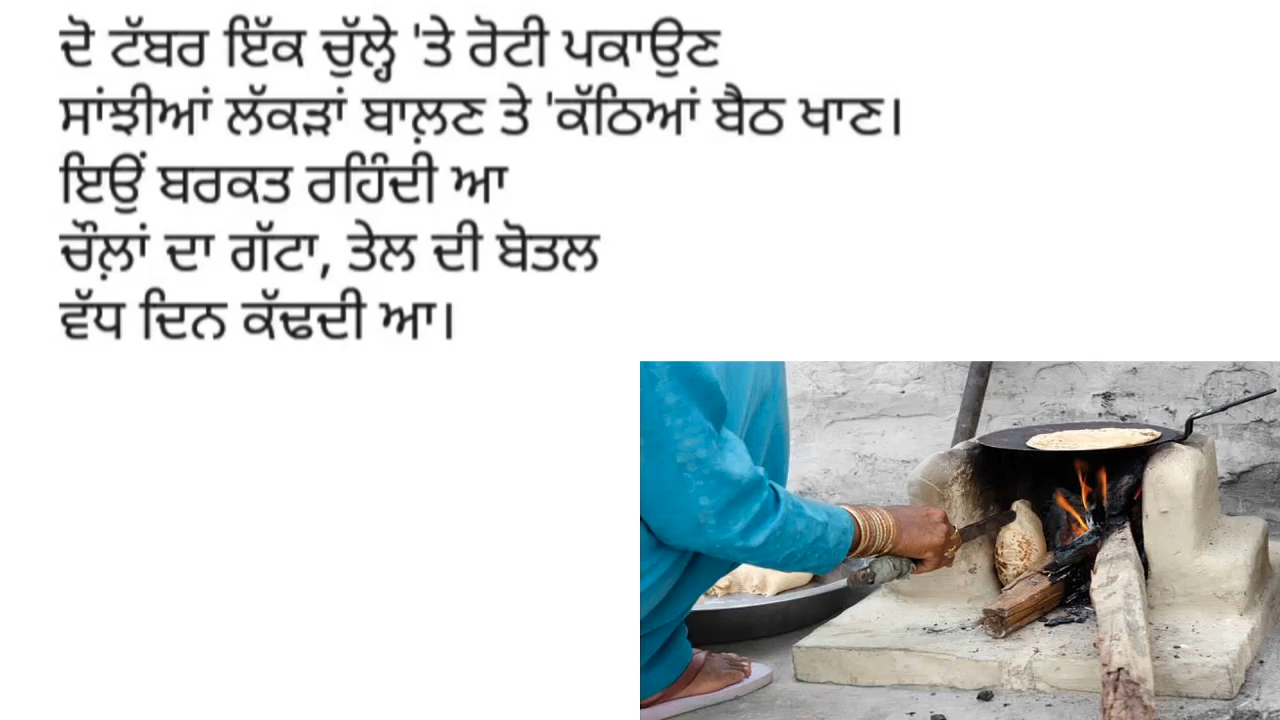 ਦੋ ਟੱਬਰ ਇੱਕ ਚੁੱਲ੍ਹੇ 'ਤੇ ਰੋਟੀ ਪਕਾਉਣ
ਸਾਂਝੀਆਂ ਲੱਕੜਾਂ ਬਾਲ਼ਣ ਤੇ 'ਕੱਠਿਆਂ ਬੈਠ ਖਾਣ।
ਇਉਂ ਬਰਕਤ ਰਹਿੰਦੀ ਆ
ਚੌਲ਼ਾਂ ਦਾ ਗੱਟਾ, ਤੇਲ ਦੀ ਬੋਤਲ
ਵੱਧ ਦਿਨ ਕੱਢਦੀ ਆ।